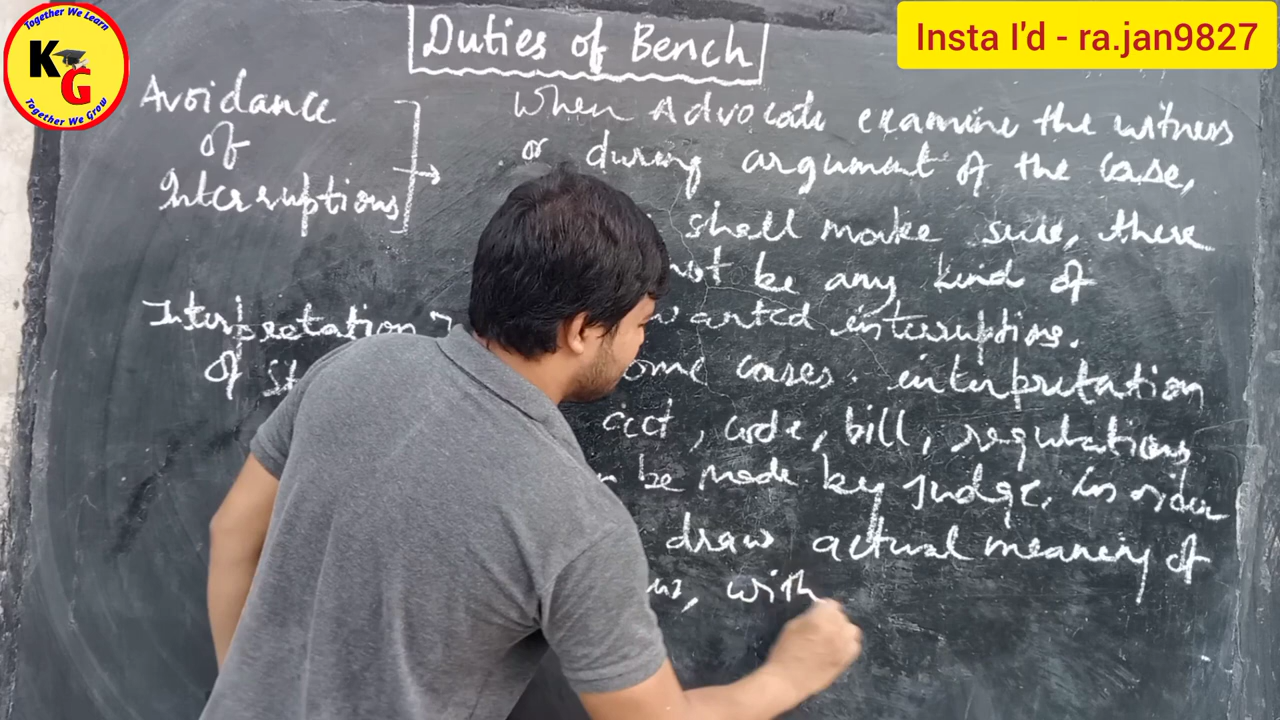 Together We Learn
KG
Together We Grow
Insta I'd - ra.jan9827
Duties of Bench
Avoidance
of
Interruptions
When Advocate examine the witness
or during argument of the case,
shall make sure, there
not be any kind of
interruptions.
Interpretation
of
cases. interpretation
act, code, bill, regulations
be made by judge, in order
draw actual meaning of
with